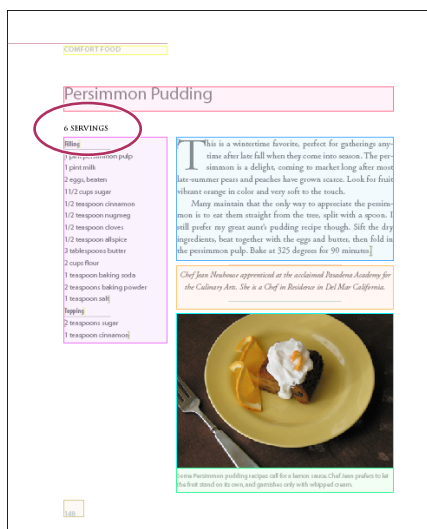 COMFORT FOOD
Persimmon Pudding
6 SERVINGS
Filling
1 pint persimmon pulp
1 pint milk
2 eggs, beaten
11/2 cups sugar
1/2 teaspoon cinnamon
1/2 teaspoon nugmeg
1/2 teaspoon cloves
1/2 teaspoon allspice
2 tablespoons butter
2 cups flour
1 teaspoon baking soda
2 teaspoons baking powder
1 teaspoon salt
Topping
2 teaspoons sugar
1 teaspoon cinnamon
This is a wintertime favorite, perfect for gatherings any-
time after late fall when they come into season. The per-
simmon is a delight, coming to market long after most
late-summer pears and peaches have grown scarce. Look for fruit
vibrant orange in color and very soft to the touch.
Many maintain that the only way to appreciate the persim-
mon is to eat them straight from the tree, split with a spoon. I
still prefer my great aunt's pudding recipe though. Sift the dry
ingredients, beat together with the eggs and butter, then fold in
the persimmon pulp. Bake at 325 degrees for 90 minutes.
Chef Jean Neuhouse apprenticed at the acclaimed Pasadena Academy for
the Culinary Arts. She is a Chef in Residence in Del Mar California.
Some Persimmon pudding recipes call for a lemon sauce. Chef Jean prefers to let
the fruit stand on its own, and garnishes only with whipped cream.
148